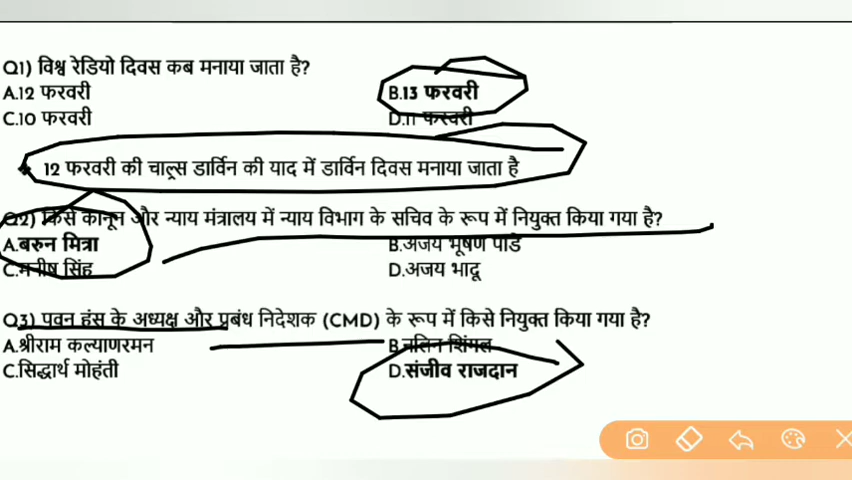 Q1) विश्व रेडियो दिवस कब मनाया जाता है?
A.12 फरवरी B.13 फरवरी
C.10 फरवरी D.11 फरवरी
12 फरवरी की चाल्र्स डार्विन की याद में डार्विन दिवस मनाया जाता है
Q2) किसे कानून और न्याय मंत्रालय में न्याय विभाग के सचिव के रूप में नियुक्त किया गया है?
A.बरुन मित्रा B.अजय भूषण पांडे
C.मनीष सिंह D.अजय भादू
Q3) पवन हंस के अध्यक्ष और प्रबंध निदेशक (CMD) के रूप में किसे नियुक्त किया गया है?
A.श्रीराम कल्याणरमन B.नलिन शिंगल
C.सिद्धार्थ मोहंती D.संजीव राजदान